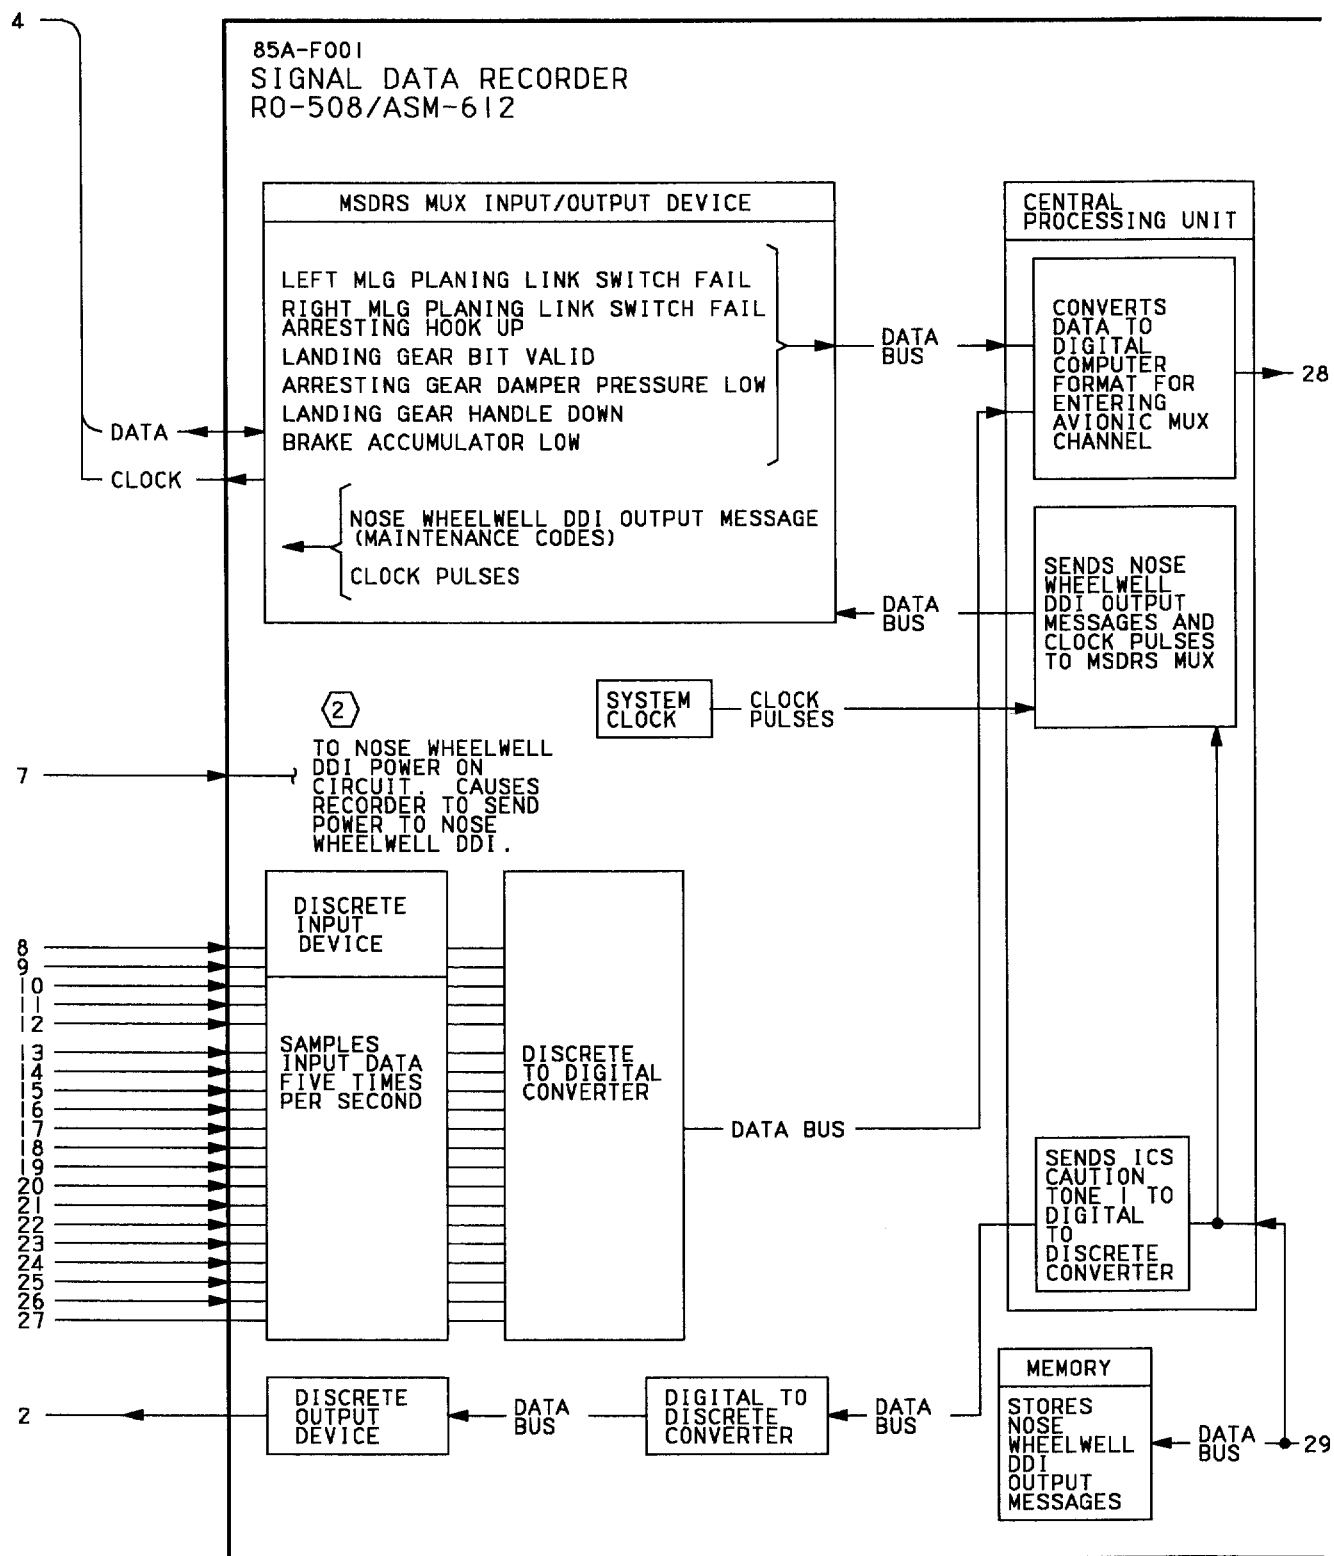 4
85A-F001
SIGNAL DATA RECORDER
RO-508/ASM-612
MSDRS MUX INPUT/OUTPUT DEVICE
LEFT MLG PLANING LINK SWITCH FAIL
RIGHT MLG PLANING LINK SWITCH FAIL
ARRESTING HOOK UP
LANDING GEAR BIT VALID
ARRESTING GEAR DAMPER PRESSURE LOW
LANDING GEAR HANDLE DOWN
BRAKE ACCUMULATOR LOW
DATA
CLOCK
NOSE WHEELWELL DDI OUTPUT MESSAGE
(MAINTENANCE CODES)
CLOCK PULSES
DATA
BUS
DATA
BUS
CENTRAL
PROCESSING UNIT
CONVERTS
DATA TO
DIGITAL
COMPUTER
FORMAT FOR
ENTERING
AVIONIC MUX
CHANNEL
28
SENDS NOSE
WHEELWELL
DDI OUTPUT
MESSAGES AND
CLOCK PULSES
TO MSDRS MUX
SYSTEM
CLOCK
CLOCK
PULSES
2
TO NOSE WHEELWELL
DDI POWER ON
CIRCUIT. CAUSES
RECORDER TO SEND
POWER TO NOSE
WHEELWELL DDI.
7
DISCRETE
INPUT
DEVICE
SAMPLES
INPUT DATA
FIVE TIMES
PER SECOND
8
9
10
11
12
13
14
15
16
17
18
19
20
21
22
23
24
25
26
27
DISCRETE
TO DIGITAL
CONVERTER
DATA BUS
SENDS ICS
CAUTION
TONE 1 TO
DIGITAL
TO
DISCRETE
CONVERTER
2
DISCRETE
OUTPUT
DEVICE
DATA
BUS
DIGITAL TO
DISCRETE
CONVERTER
DATA
BUS
MEMORY
STORES
NOSE
WHEELWELL
DDI
OUTPUT
MESSAGES
DATA
BUS
29